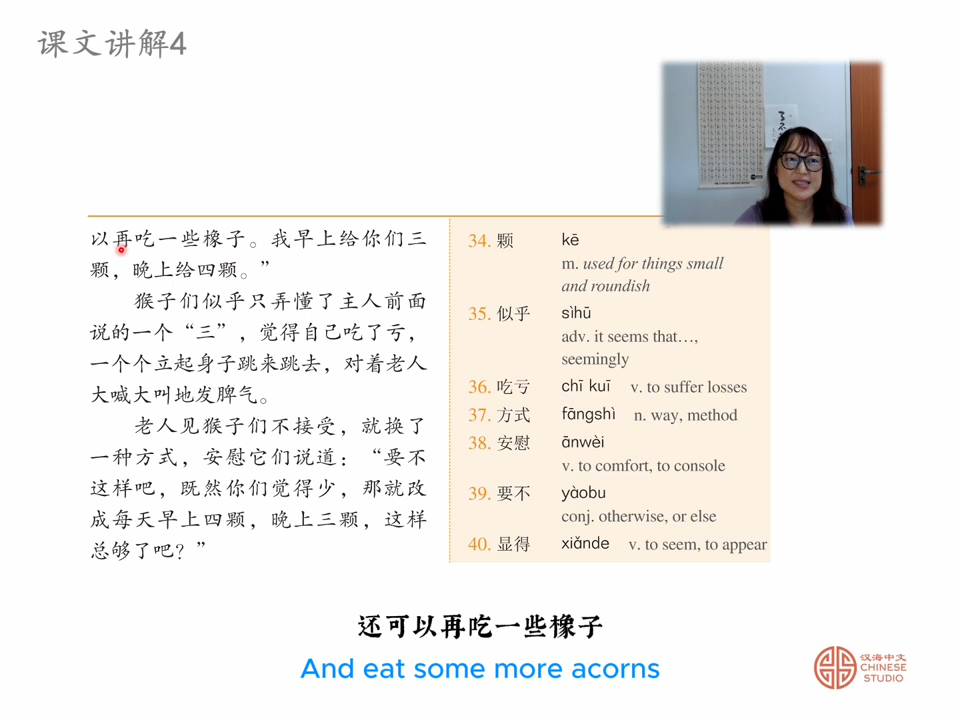 课文讲解4
以再吃一些橡子。我早上给你们三
颗，晚上给四颗。”
猴子们似乎只弄懂了主人前面
说的一个“三”，觉得自己吃了亏，
一个个立起身子跳来跳去，对着老人
大喊大叫地发脾气。
老人见猴子们不接受，就换了
一种方式，安慰它们说道：“要不
这样吧，既然你们觉得少，那就改
成每天早上四颗，晚上三颗，这样
总够了吧？”
34. 颗 kē
m. used for things small
and roundish
35. 似乎 sìhū
adv. it seems that…,
seemingly
36. 吃亏 chī kuī v. to suffer losses
37. 方式 fāngshì n. way, method
38. 安慰 ānwèi
v. to comfort, to console
39. 要不 yàobu
conj. otherwise, or else
40. 显得 xiǎnde v. to seem, to appear
还可以再吃一些橡子
And eat some more acorns
汉海中文
CHINESE
STUDIO